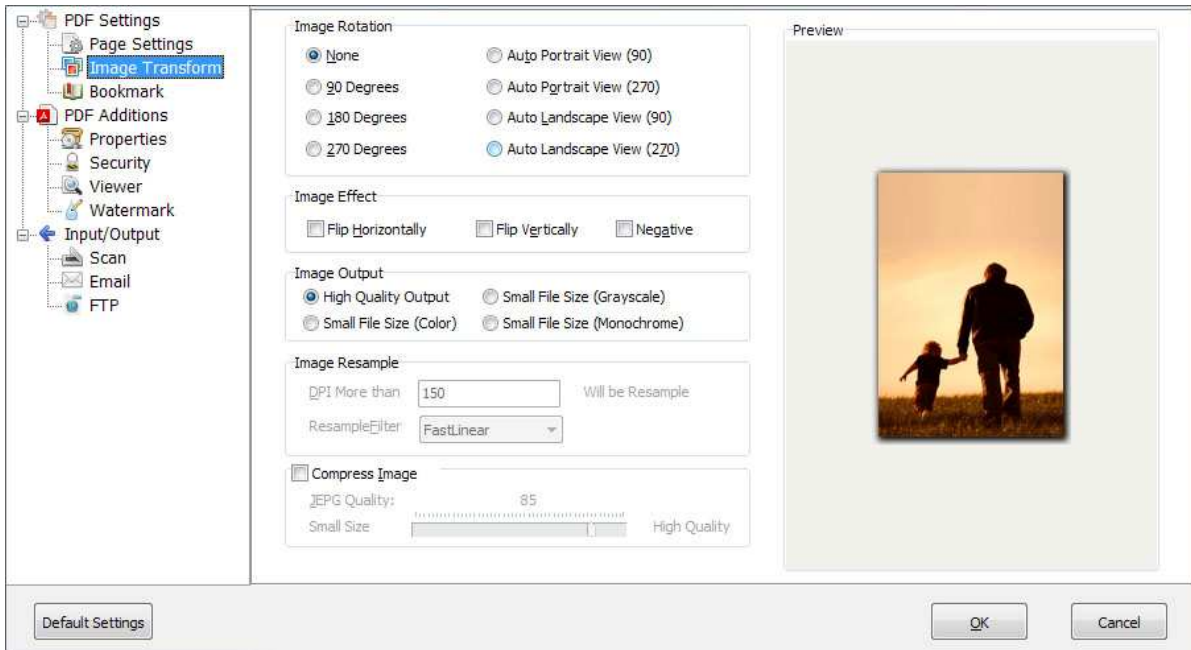 PDF Settings
Page Settings
Image Transform
Bookmark
PDF Additions
Properties
Security
Viewer
Watermark
Input/Output
Scan
Email
FTP
Image Rotation
None
Auto Portrait View (90)
90 Degrees
Auto Portrait View (270)
180 Degrees
Auto Landscape View (90)
270 Degrees
Auto Landscape View (270)
Image Effect
Flip Horizontally
Flip Vertically
Negative
Image Output
High Quality Output
Small File Size (Grayscale)
Small File Size (Color)
Small File Size (Monochrome)
Image Resample
DPI More than
150
Will be Resample
ResampleFilter
FastLinear
Compress Image
JEPG Quality:
85
Small Size
High Quality
Preview
Default Settings
OK
Cancel